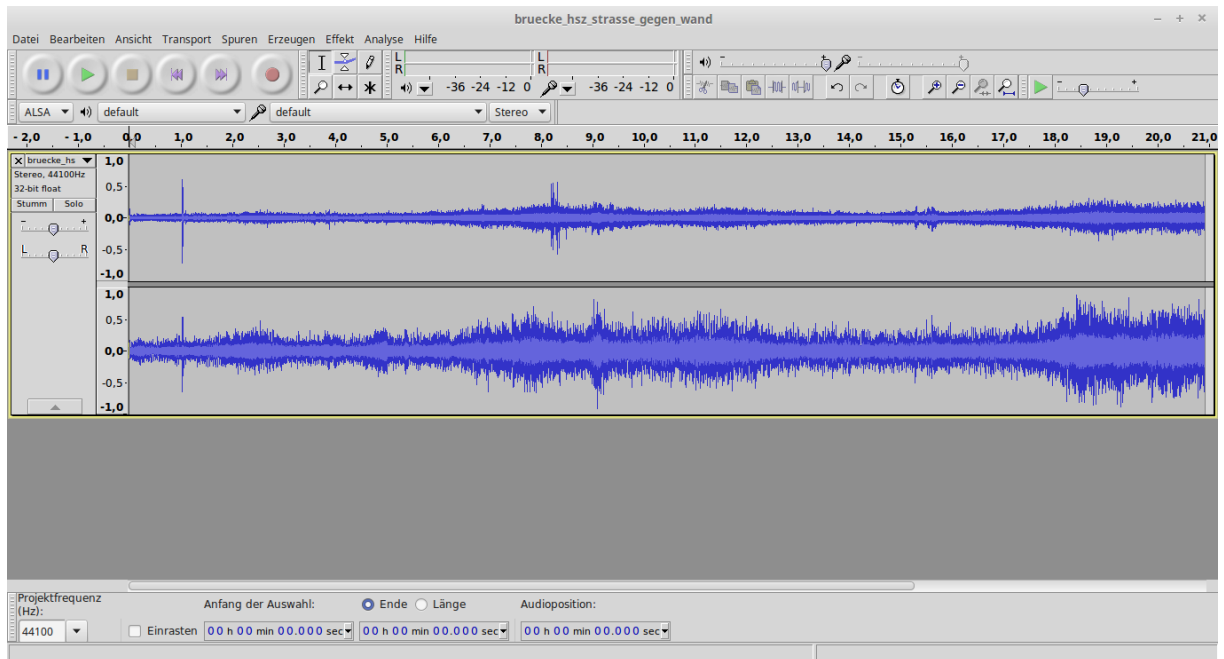 bruecke_hsz_strasse_gegen_wand
Datei Bearbeiten Ansicht Transport Spuren Erzeugen Effekt Analyse Hilfe
L
R
-36 -24 -12 0
L
R
-36 -24 -12 0
ALSA default default Stereo
- 2,0 - 1,0 0,0 1,0 2,0 3,0 4,0 5,0 6,0 7,0 8,0 9,0 10,0 11,0 12,0 13,0 14,0 15,0 16,0 17,0 18,0 19,0 20,0 21,0
bruecke_hs
Stereo, 44100Hz
32-bit float
Stumm Solo
- +
L R
1,0
0,5-
0,0-
-0,5-
-1,0
1,0
0,5-
0,0-
-0,5-
-1,0
Projektfrequenz
(Hz):
44100
Anfang der Auswahl: Ende Länge Audioposition:
Einrasten 00 h 00 min 00.000 sec 00 h 00 min 00.000 sec 00 h 00 min 00.000 sec